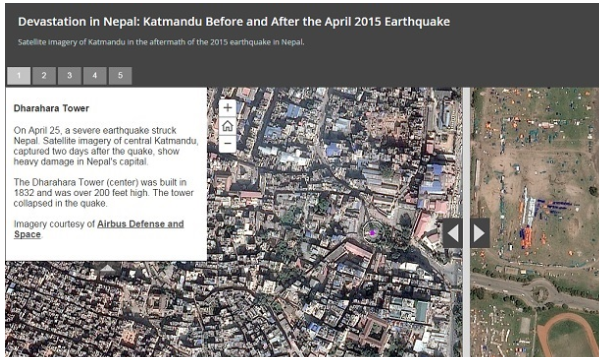 Devastation in Nepal: Katmandu Before and After the April 2015 Earthquake
Satellite imagery of Katmandu in the aftermath of the 2015 earthquake in Nepal.
1 2 3 4 5
Dharahara Tower
On April 25, a severe earthquake struck
Nepal. Satellite imagery of central Katmandu,
captured two days after the quake, show
heavy damage in Nepal's capital.
The Dharahara Tower (center) was built in
1832 and was over 200 feet high. The tower
collapsed in the quake.
Imagery courtesy of Airbus Defense and
Space.